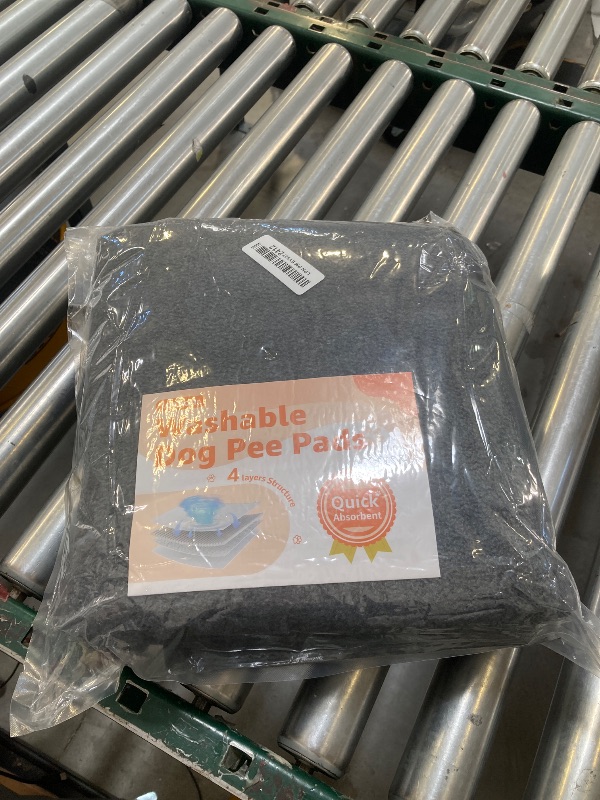 Washable
Dog Pee Pads
4 Layers Structure
Quick
Absorbent